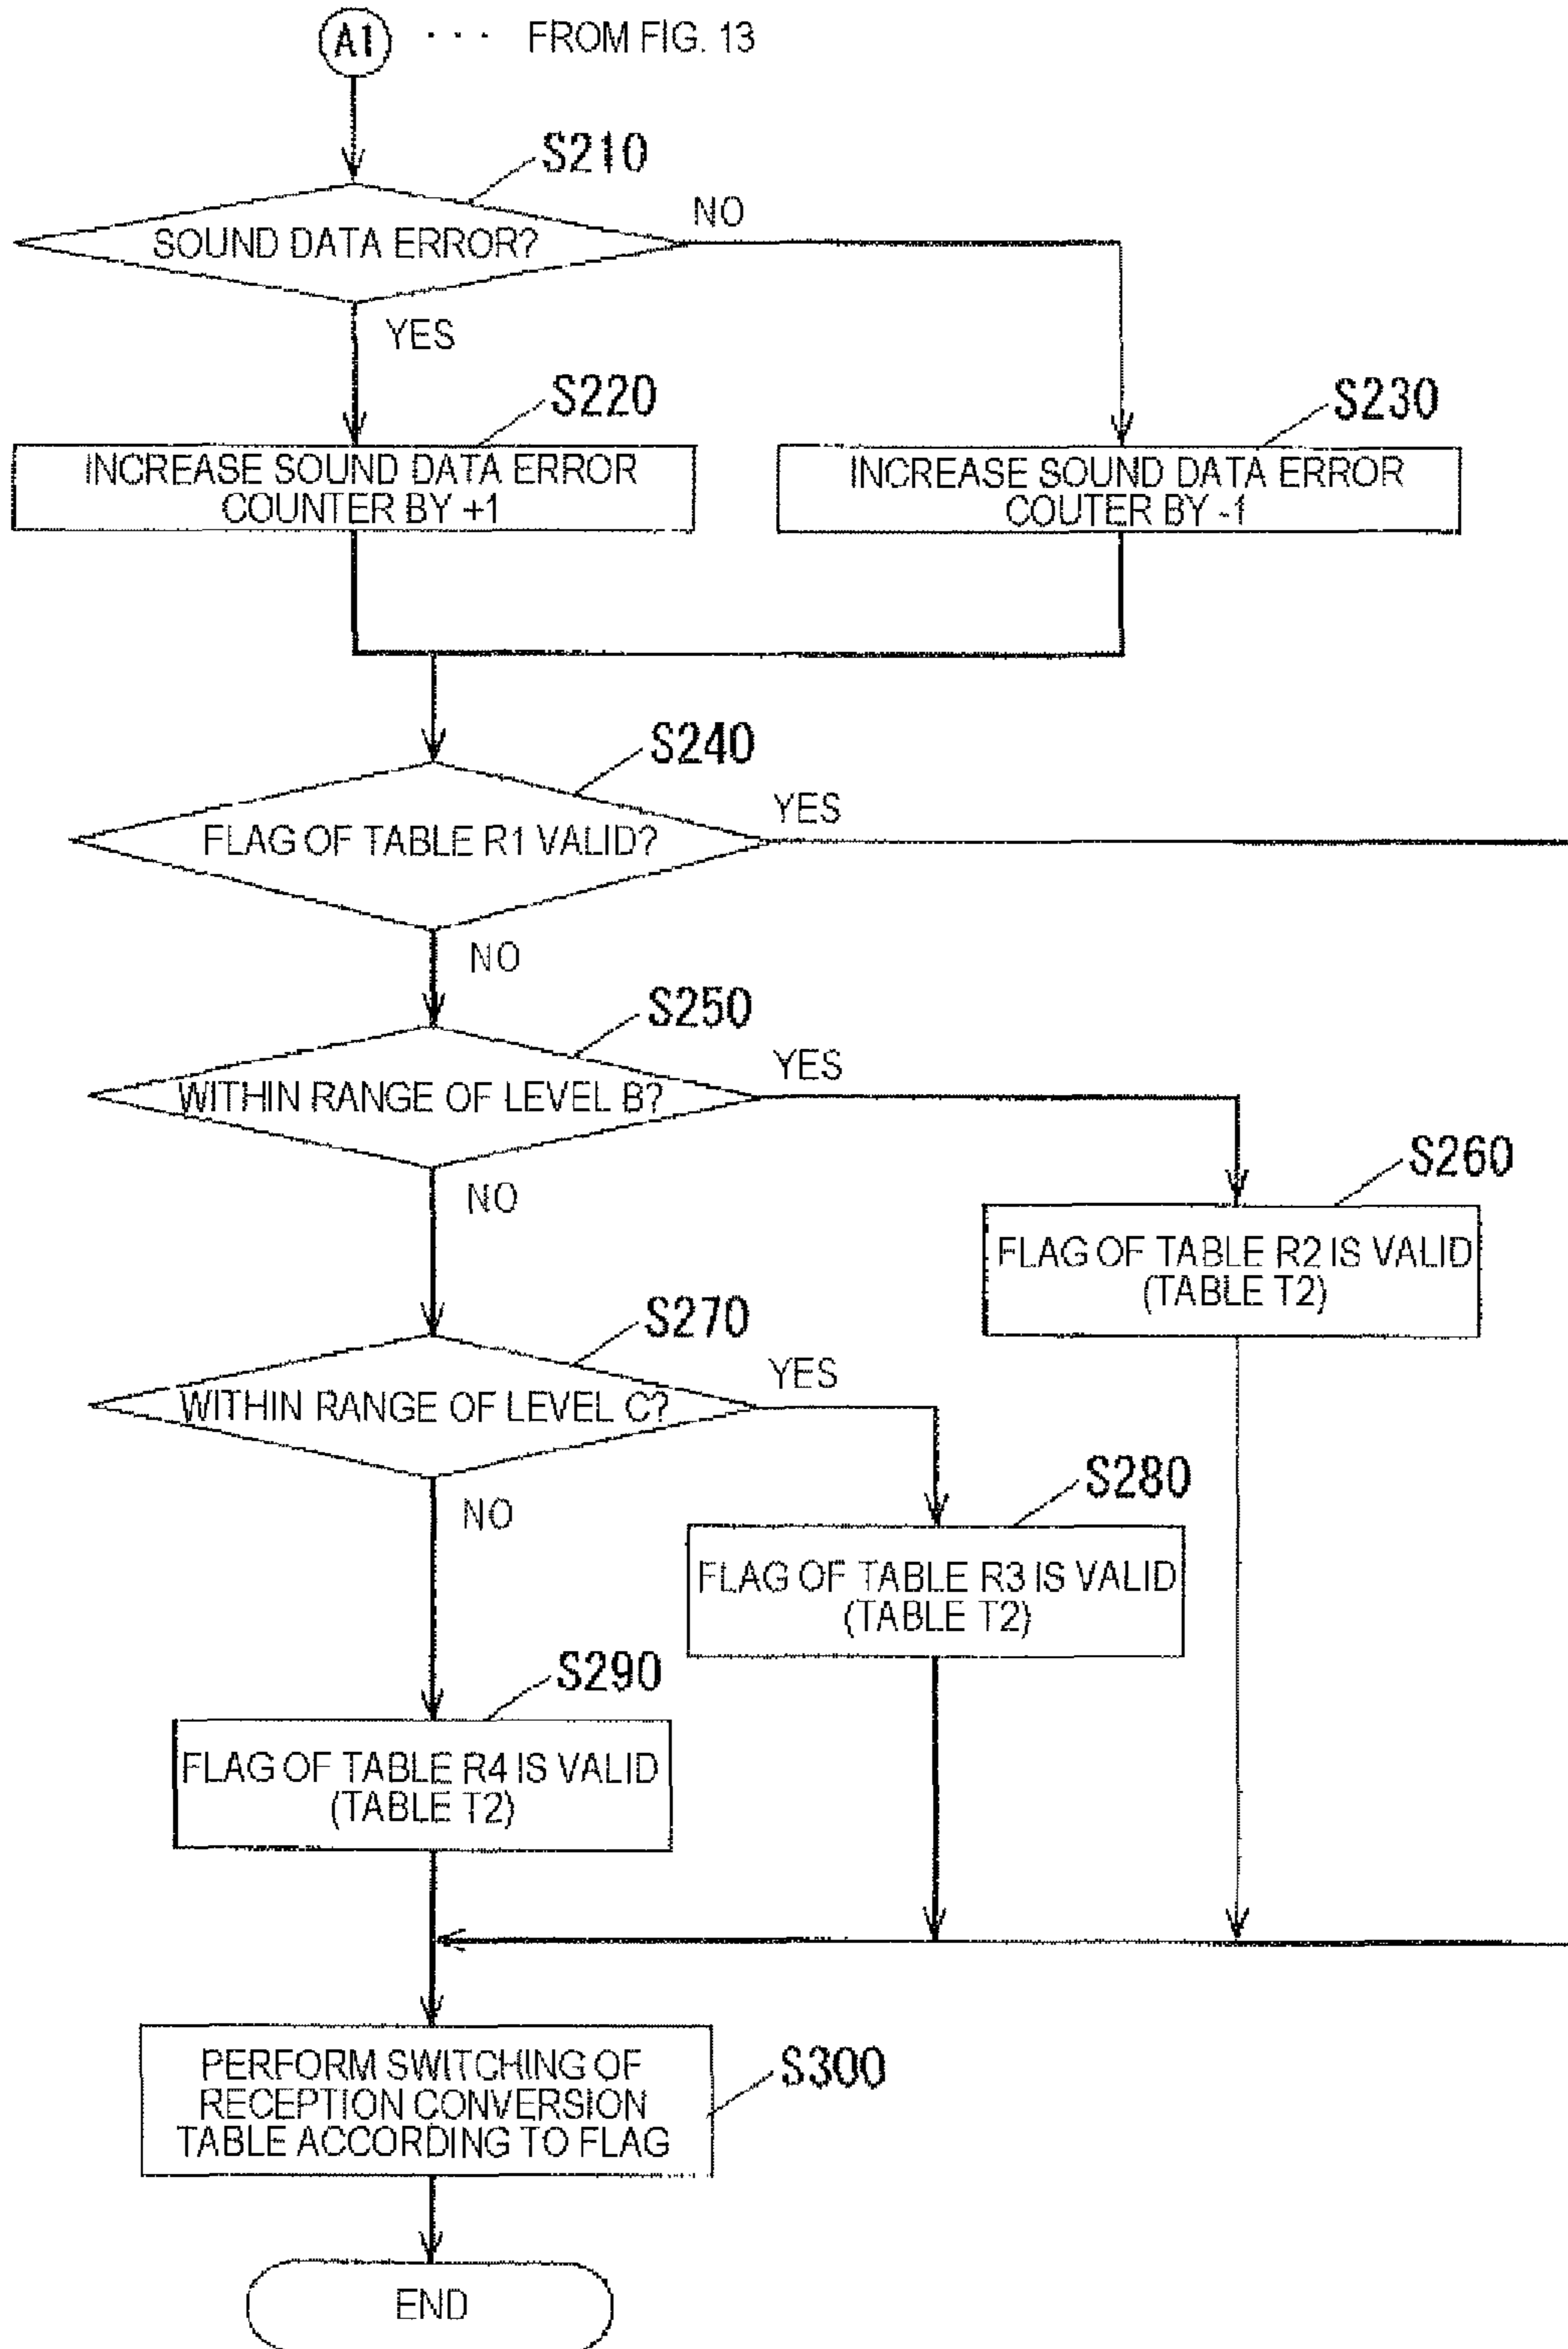 A1 ··· FROM FIG. 13
S210
SOUND DATA ERROR?
NO
YES
S220
INCREASE SOUND DATA ERROR
COUNTER BY +1
S230
INCREASE SOUND DATA ERROR
COUTER BY -1
S240
FLAG OF TABLE R1 VALID?
YES
NO
S250
WITHIN RANGE OF LEVEL B?
YES
NO
S260
FLAG OF TABLE R2 IS VALID
(TABLE T2)
S270
WITHIN RANGE OF LEVEL C?
YES
NO
S280
FLAG OF TABLE R3 IS VALID
(TABLE T2)
S290
FLAG OF TABLE R4 IS VALID
(TABLE T2)
PERFORM SWITCHING OF
RECEPTION CONVERSION
TABLE ACCORDING TO FLAG
S300
END